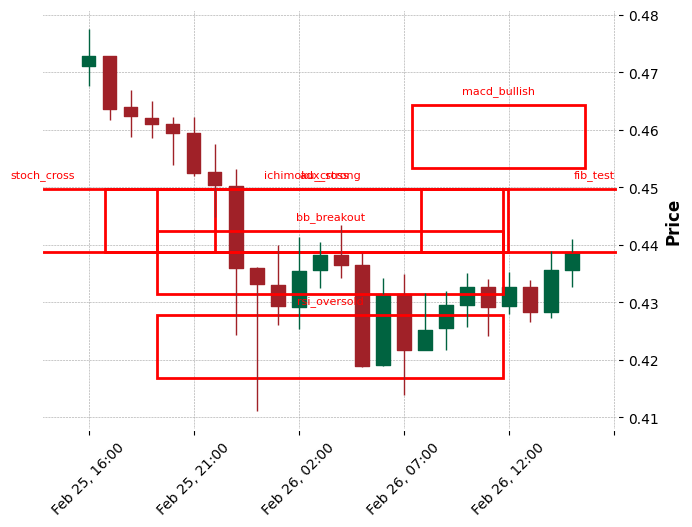 0.48
0.47
macd_bullish
0.46
stoch_cross
fib_test
0.45
bb_breakout
0.44
0.43
0.42
0.41
Price
Feb 25, 16:00
Feb 25, 21:00
Feb 26, 02:00
Feb 26, 07:00
Feb 26, 12:00